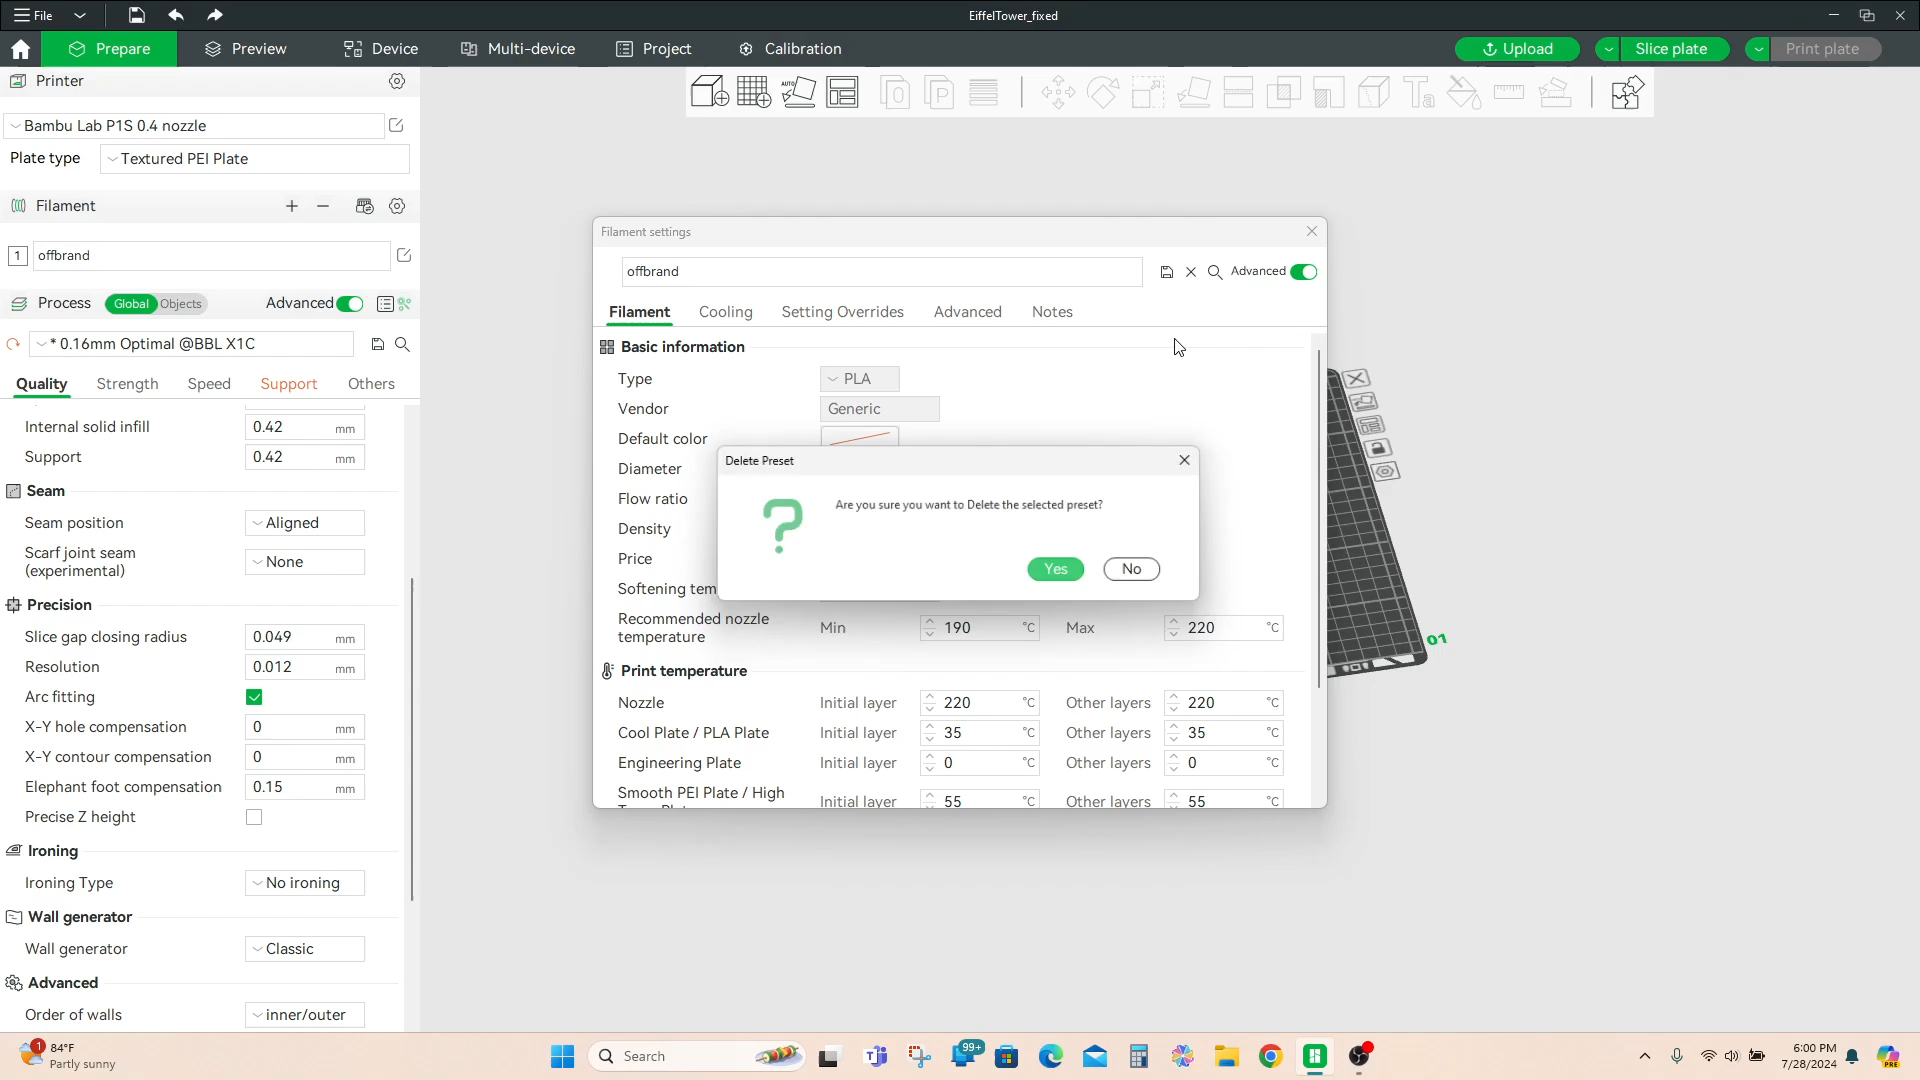 File
EiffelTower_fixed
Prepare
Preview
Device
Multi-device
Project
Calibration
Upload
Slice plate
Print plate
Printer
Bambu Lab P1S 0.4 nozzle
Plate type
Textured PEI Plate
Filament
1
offbrand
Process
Global
Objects
Advanced
* 0.16mm Optimal @BBL X1C
Quality
Strength
Speed
Support
Others
Internal solid infill
0.42 mm
Support
0.42 mm
Seam
Seam position
Aligned
Scarf joint seam
(experimental)
None
Precision
Slice gap closing radius
0.049 mm
Resolution
0.012 mm
Arc fitting
X-Y hole compensation
0 mm
X-Y contour compensation
0 mm
Elephant foot compensation
0.15 mm
Precise Z height
Ironing
Ironing Type
No ironing
Wall generator
Wall generator
Classic
Advanced
Order of walls
inner/outer
AUTO
Filament settings
offbrand
Advanced
Filament
Cooling
Setting Overrides
Advanced
Notes
Basic information
Type
PLA
Vendor
Generic
Default color
Diameter
Flow ratio
Density
Price
Softening tem
Recommended nozzle
temperature
Min
190 °C
Max
220 °C
Print temperature
Nozzle
Initial layer
220 °C
Other layers
220 °C
Cool Plate / PLA Plate
Initial layer
35 °C
Other layers
35 °C
Engineering Plate
Initial layer
0 °C
Other layers
0 °C
Smooth PEI Plate / High
Initial layer
55 °C
Other layers
55 °C
Delete Preset
Are you sure you want to Delete the selected preset?
Yes
No
01
1
84°F
Partly sunny
Search
99+
6:00 PM
7/28/2024
PRE